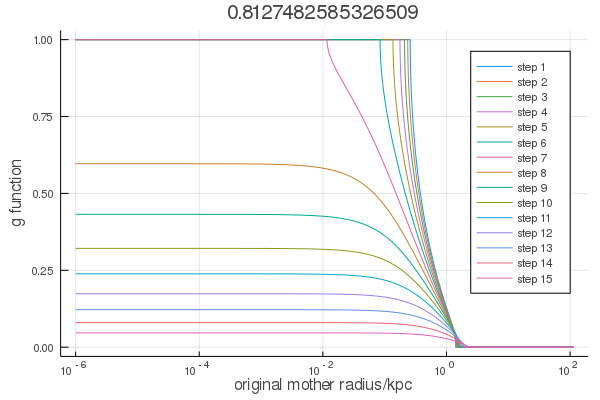 0.8127482585326509
g function
1.00
0.75
0.50
0.25
0.00
10^-6
10^-4
10^-2
10^0
10^2
original mother radius/kpc
step 1
step 2
step 3
step 4
step 5
step 6
step 7
step 8
step 9
step 10
step 11
step 12
step 13
step 14
step 15